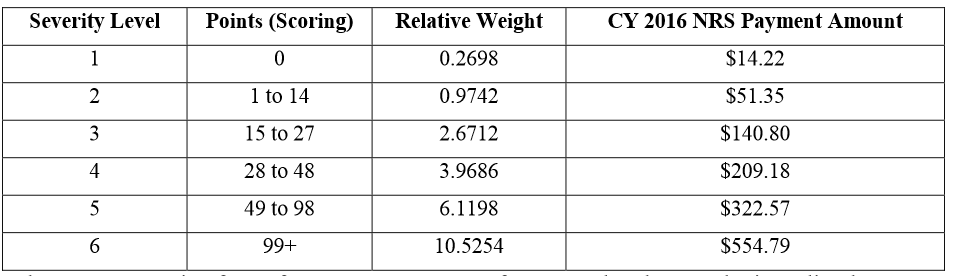 Severity Level Points (Scoring) Relative Weight CY 2016 NRS Payment Amount
1 0 0.2698 $14.22
2 1 to 14 0.9742 $51.35
3 15 to 27 2.6712 $140.80
4 28 to 48 3.9686 $209.18
5 49 to 98 6.1198 $322.57
6 99+ 10.5254 $554.79